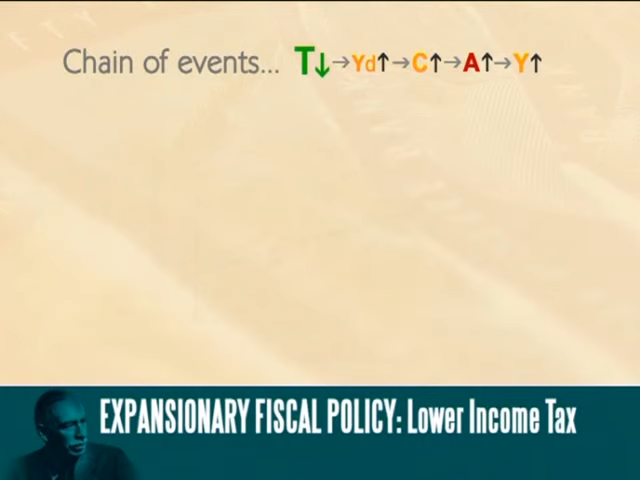 Chain of events... T↓→Yd↑→C↑→A↑→Y↑
EXPANSIONARY FISCAL POLICY: Lower Income Tax